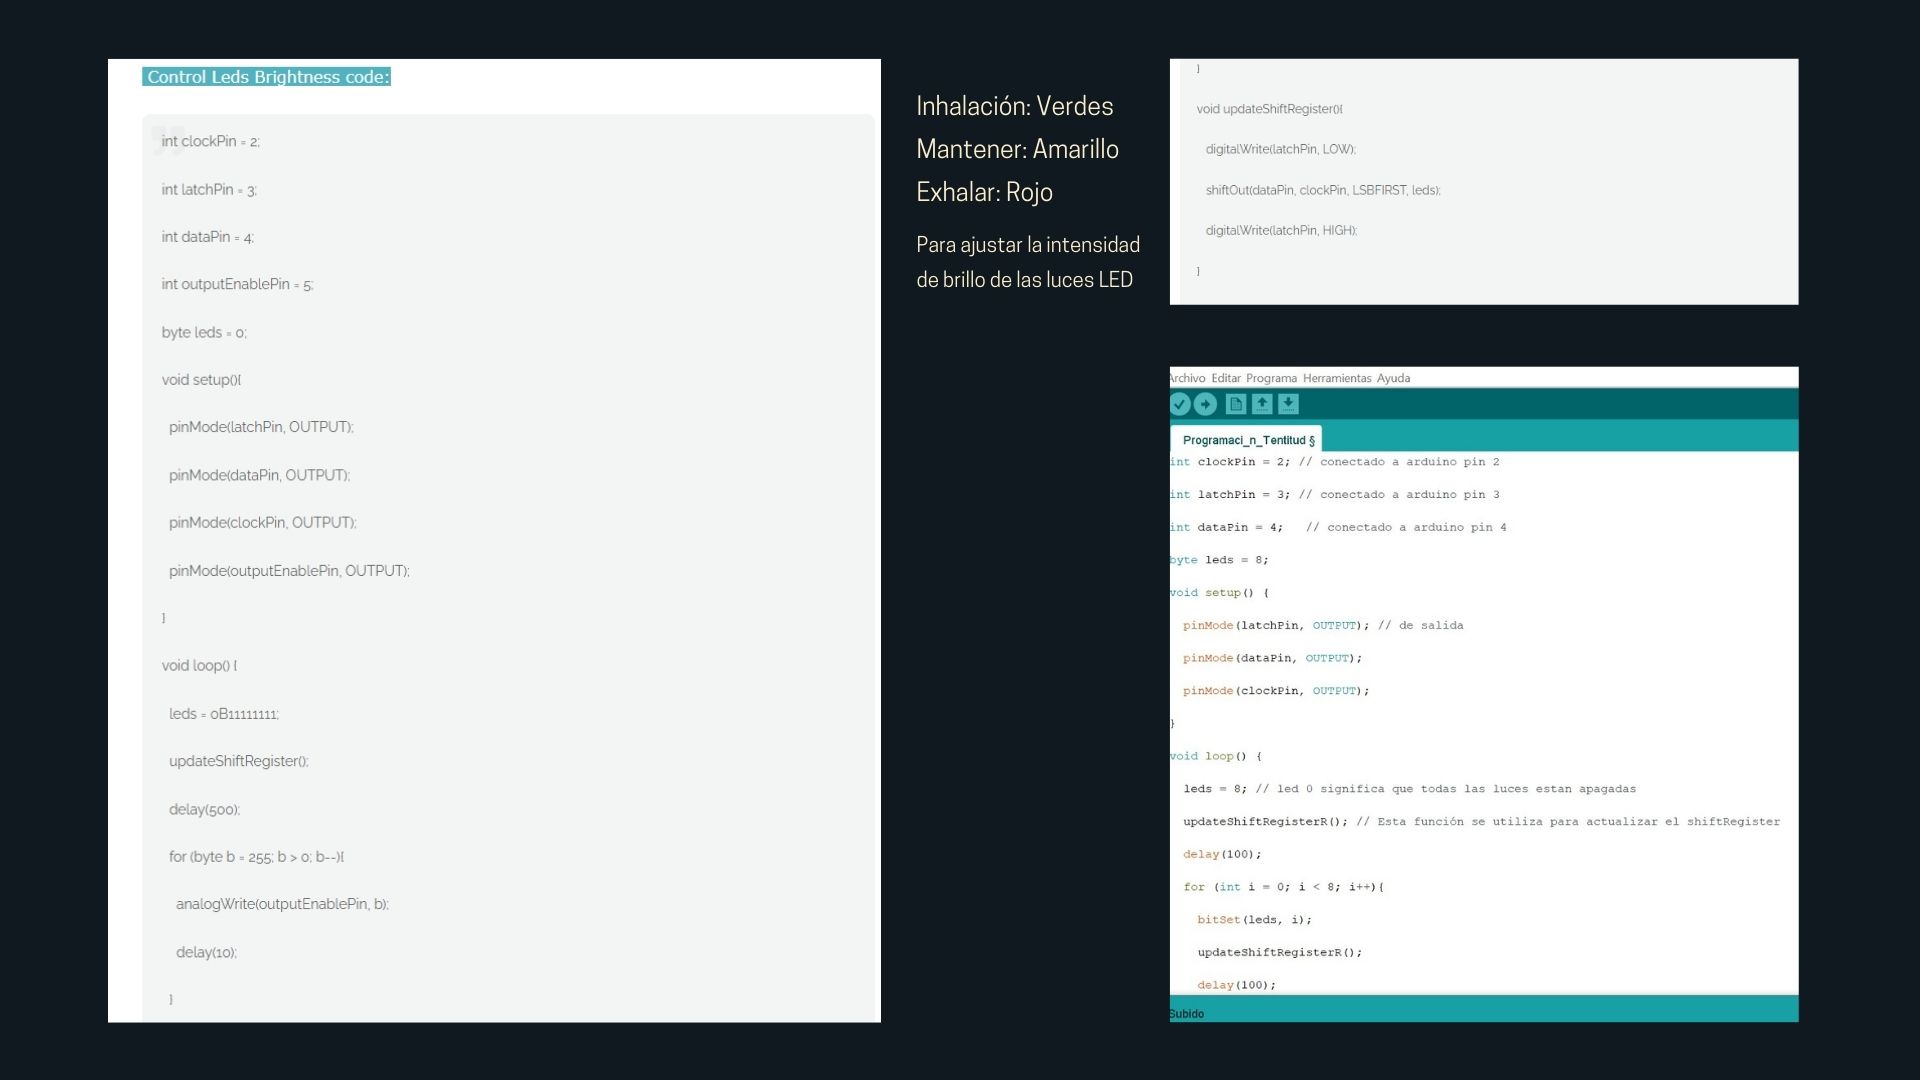 Control Leds Brightness code:
int clockPin = 2;
int latchPin = 3;
int dataPin = 4;
int outputEnablePin = 5;
byte leds = 0;
void setup(){
pinMode(latchPin, OUTPUT);
pinMode(dataPin, OUTPUT);
pinMode(clockPin, OUTPUT);
pinMode(outputEnablePin, OUTPUT);
}
void loop() {
leds = 0B11111111;
updateShiftRegister();
delay(500);
for (byte b = 255; b > 0; b--){
analogWrite(outputEnablePin, b);
delay(10);
}
Inhalación: Verdes
Mantener: Amarillo
Exhalar: Rojo
Para ajustar la intensidad
de brillo de las luces LED
}
void updateShiftRegister(){
digitalWrite(latchPin, LOW);
shiftOut(dataPin, clockPin, LSBFIRST, leds);
digitalWrite(latchPin, HIGH);
}
Archivo Editar Programa Herramientas Ayuda
Programaci_n_Tentitud §
int clockPin = 2; // conectado a arduino pin 2
int latchPin = 3; // conectado a arduino pin 3
int dataPin = 4; // conectado a arduino pin 4
byte leds = 8;
void setup() {
pinMode(latchPin, OUTPUT); // de salida
pinMode(dataPin, OUTPUT);
pinMode(clockPin, OUTPUT);
}
void loop() {
leds = 8; // led 0 significa que todas las luces estan apagadas
updateShiftRegisterR(); // Esta función se utiliza para actualizar el shiftRegister
delay(100);
for (int i = 0; i < 8; i++){
bitSet(leds, i);
updateShiftRegisterR();
delay(100);
Subido